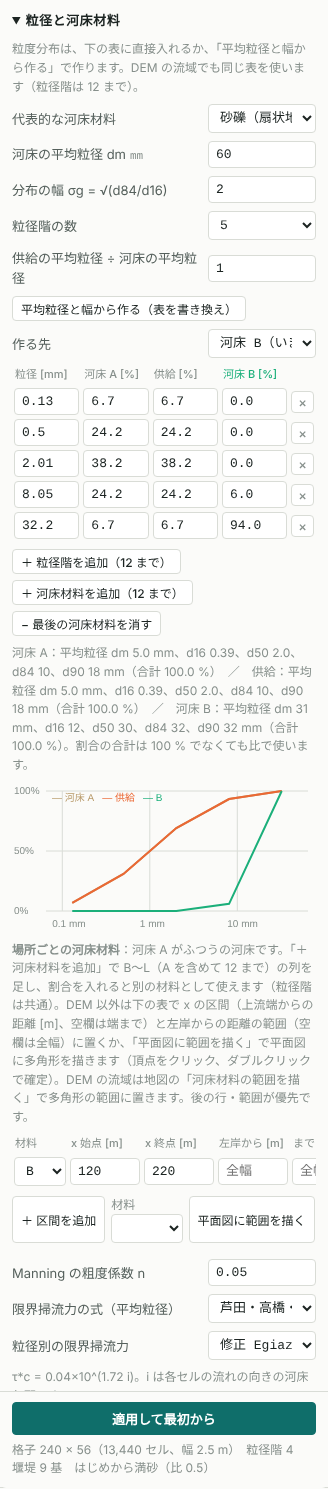 ▼ 粒径と河床材料
粒度分布は、下の表に直接入れるか、「平均粒径と幅か
ら作る」で作ります。DEM の流域でも同じ表を使いま
す（粒径階は 12 まで）。
代表的な河床材料 砂礫（扇状地
河床の平均粒径 dm mm 60
分布の幅 σg = √(d84/d16) 2
粒径階の数 5
供給の平均粒径 ÷ 河床の平均粒
径 1
平均粒径と幅から作る（表を書き換え）
作る先 河床 B（いま
粒径 [mm] 河床 A [%] 供給 [%] 河床 B [%]
0.13 6.7 6.7 0.0 ×
0.5 24.2 24.2 0.0 ×
2.01 38.2 38.2 0.0 ×
8.05 24.2 24.2 6.0 ×
32.2 6.7 6.7 94.0 ×
＋ 粒径階を追加（12 まで）
＋ 河床材料を追加（12 まで）
− 最後の河床材料を消す
河床 A：平均粒径 dm 5.0 mm、d16 0.39、d50 2.0、
d84 10、d90 18 mm（合計 100.0 %） ／ 供給：平均
粒径 dm 5.0 mm、d16 0.39、d50 2.0、d84 10、d90
18 mm（合計 100.0 %） ／ 河床 B：平均粒径 dm 31
mm、d16 12、d50 30、d84 32、d90 32 mm（合計
100.0 %）。割合の合計は 100 % でなくても比で使いま
す。
100%
— 河床 A — 供給 — B
50%
0%
0.1 mm 1 mm 10 mm
場所ごとの河床材料：河床 A がふつうの河床です。「＋
河床材料を追加」で B〜L（A を含めて 12 まで）の列を
足し、割合を入れると別の材料として使えます（粒径階
は共通）。DEM 以外は下の表で x の区間（上流端からの
距離 [m]、空欄は端まで）と左岸からの距離の範囲（空
欄は全幅）に置くか、「平面図に範囲を描く」で平面図
に多角形を描きます（頂点をクリック、ダブルクリック
で確定）。DEM の流域は地図の「河床材料の範囲を描
く」で多角形の範囲に置きます。後の行・範囲が優先で
す。
材料 x 始点 [m] x 終点 [m] 左岸から [m] まで
B 120 220 全幅
＋ 区間を追加 材料 平面図に範囲を描く
Manning の粗度係数 n 0.05
限界掃流力の式（平均粒径） 芦田・高橋・
粒径別の限界掃流力 修正 Egiaz
τ*c = 0.04×10^(1.72 i)。i は各セルの流れの向きの河床
適用して最初から
格子 240 × 56（13,440 セル、幅 2.5 m） 粒径階 4
堰堤 9 基 はじめから満砂（比 0.5）